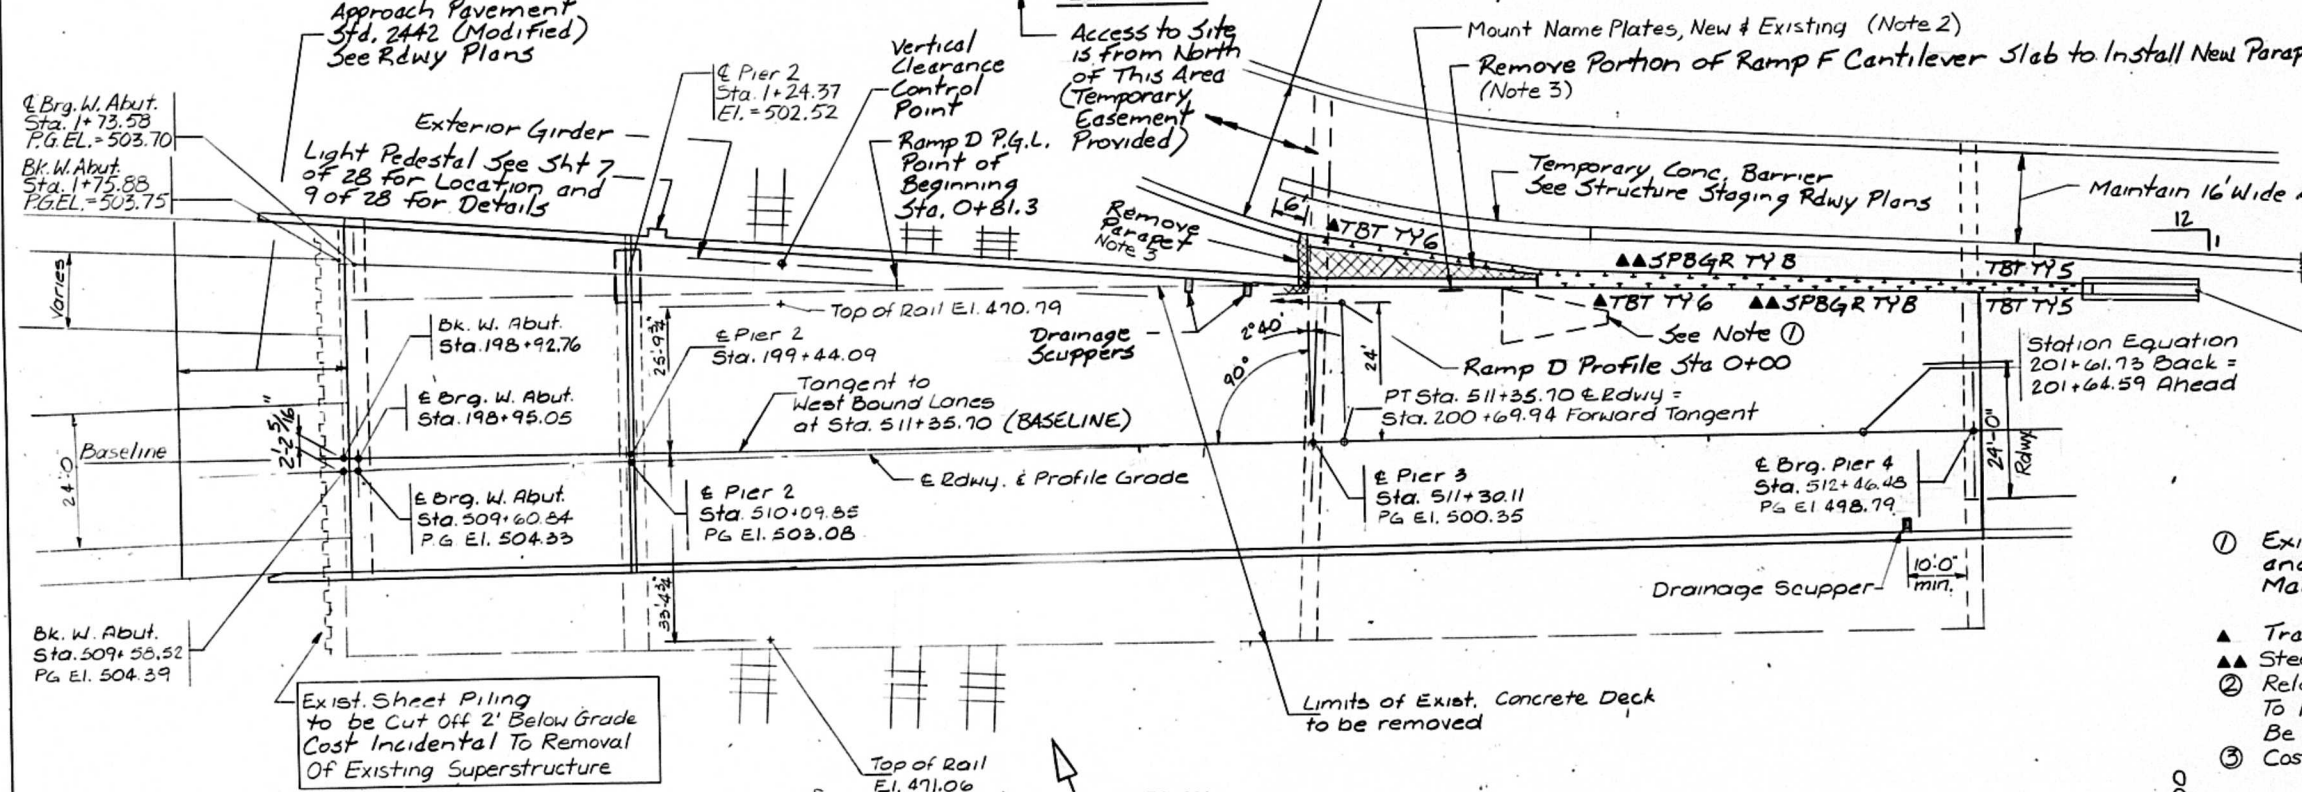 Approach Pavement
Std. 2442 (Modified)
See Rdwy Plans
Vertical
Clearance
Control
Point
Access to Site
is from North
of This Area
(Temporary
Easement
Provided)
Mount Name Plates, New & Existing (Note 2)
Remove Portion of Ramp F Cantilever Slab to Install New Parap
(Note 3)
℄ Pier 2
Sta. 1+24.37
El. = 502.52
℄ Brg. W. Abut.
Sta. 1+73.58
P.G. EL. = 503.70
Bk. W. Abut.
Sta. 1+75.88
P.G. EL. = 503.75
Exterior Girder
Light Pedestal See Sht 7
of 28 for Location and
9 of 28 for Details
Ramp D P.G.L.
Point of
Beginning
Sta. 0+81.3
Temporary Conc. Barrier
See Structure Staging Rdwy Plans
Maintain 16' Wide
12
1
6'
Remove
Parapet
Note 3
▲TBT TY6
▲▲SPBGR TY B
TBT TY5
▲TBT TY6
▲▲SPBGR TYB
TBT TY5
Varies
Top of Rail El. 470.79
Bk. W. Abut.
Sta. 198+92.76
25'-9¾"
℄ Pier 2
Sta. 199+44.09
Drainage
Scuppers
2°40'
90°
24'
See Note ①
Ramp D Profile Sta 0+00
Station Equation
201+61.73 Back =
201+64.59 Ahead
℄ Brg. W. Abut.
Sta. 198+95.05
Tangent to
West Bound Lanes
at Sta. 511+35.70 (BASELINE)
PT Sta. 511+35.70 ℄ Rdwy =
Sta. 200+69.94 Forward Tangent
2'-2 5/16"
Baseline
24'-0
℄ Rdwy. & Profile Grade
℄ Brg. W. Abut.
Sta. 509+60.84
P.G. El. 504.33
℄ Pier 2
Sta. 510+09.85
PG El. 503.08
℄ Pier 3
Sta. 511+30.11
PG El. 500.35
℄ Brg. Pier 4
Sta. 512+46.48
PG El 498.79
24'-0"
Rdwy.
33'-4¾"
Drainage Scupper
10'-0"
min.
Bk. W. Abut.
Sta. 509+58.52
PG El. 504.39
Exist. Sheet Piling
to be Cut Off 2' Below Grade
Cost Incidental To Removal
Of Existing Superstructure
Top of Rail
El. 471.06
Limits of Exist. Concrete Deck
to be removed
① Exi
and
Ma
▲ Tra
▲▲ Stee
② Relo
To
Be
③ Cos